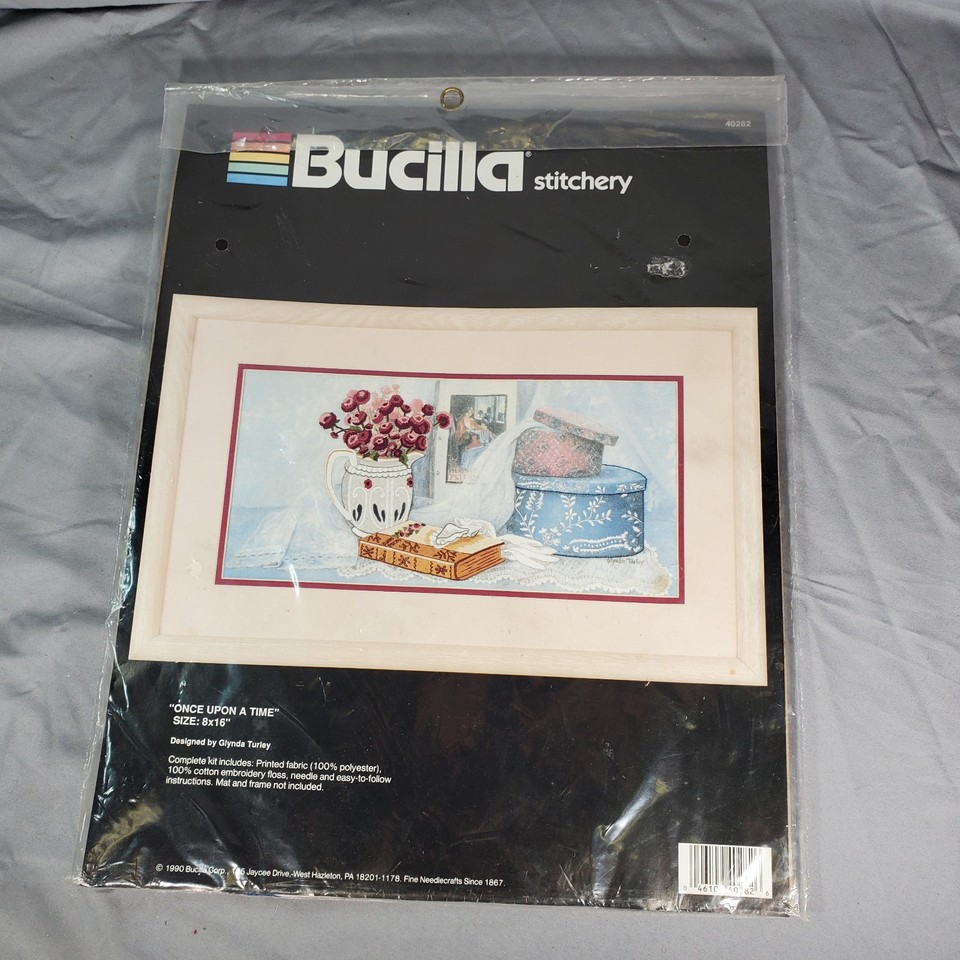 40282
Bucilla® stitchery
Glynda Turley
"ONCE UPON A TIME"
SIZE: 8x16"
Designed by Glynda Turley
Complete kit includes: Printed fabric (100% polyester),
100% cotton embroidery floss, needle and easy-to-follow
instructions. Mat and frame not included.
© 1990 Bucilla Corp., Jaycee Drive, West Hazleton, PA 18201-1178. Fine Needlecrafts Since 1867.